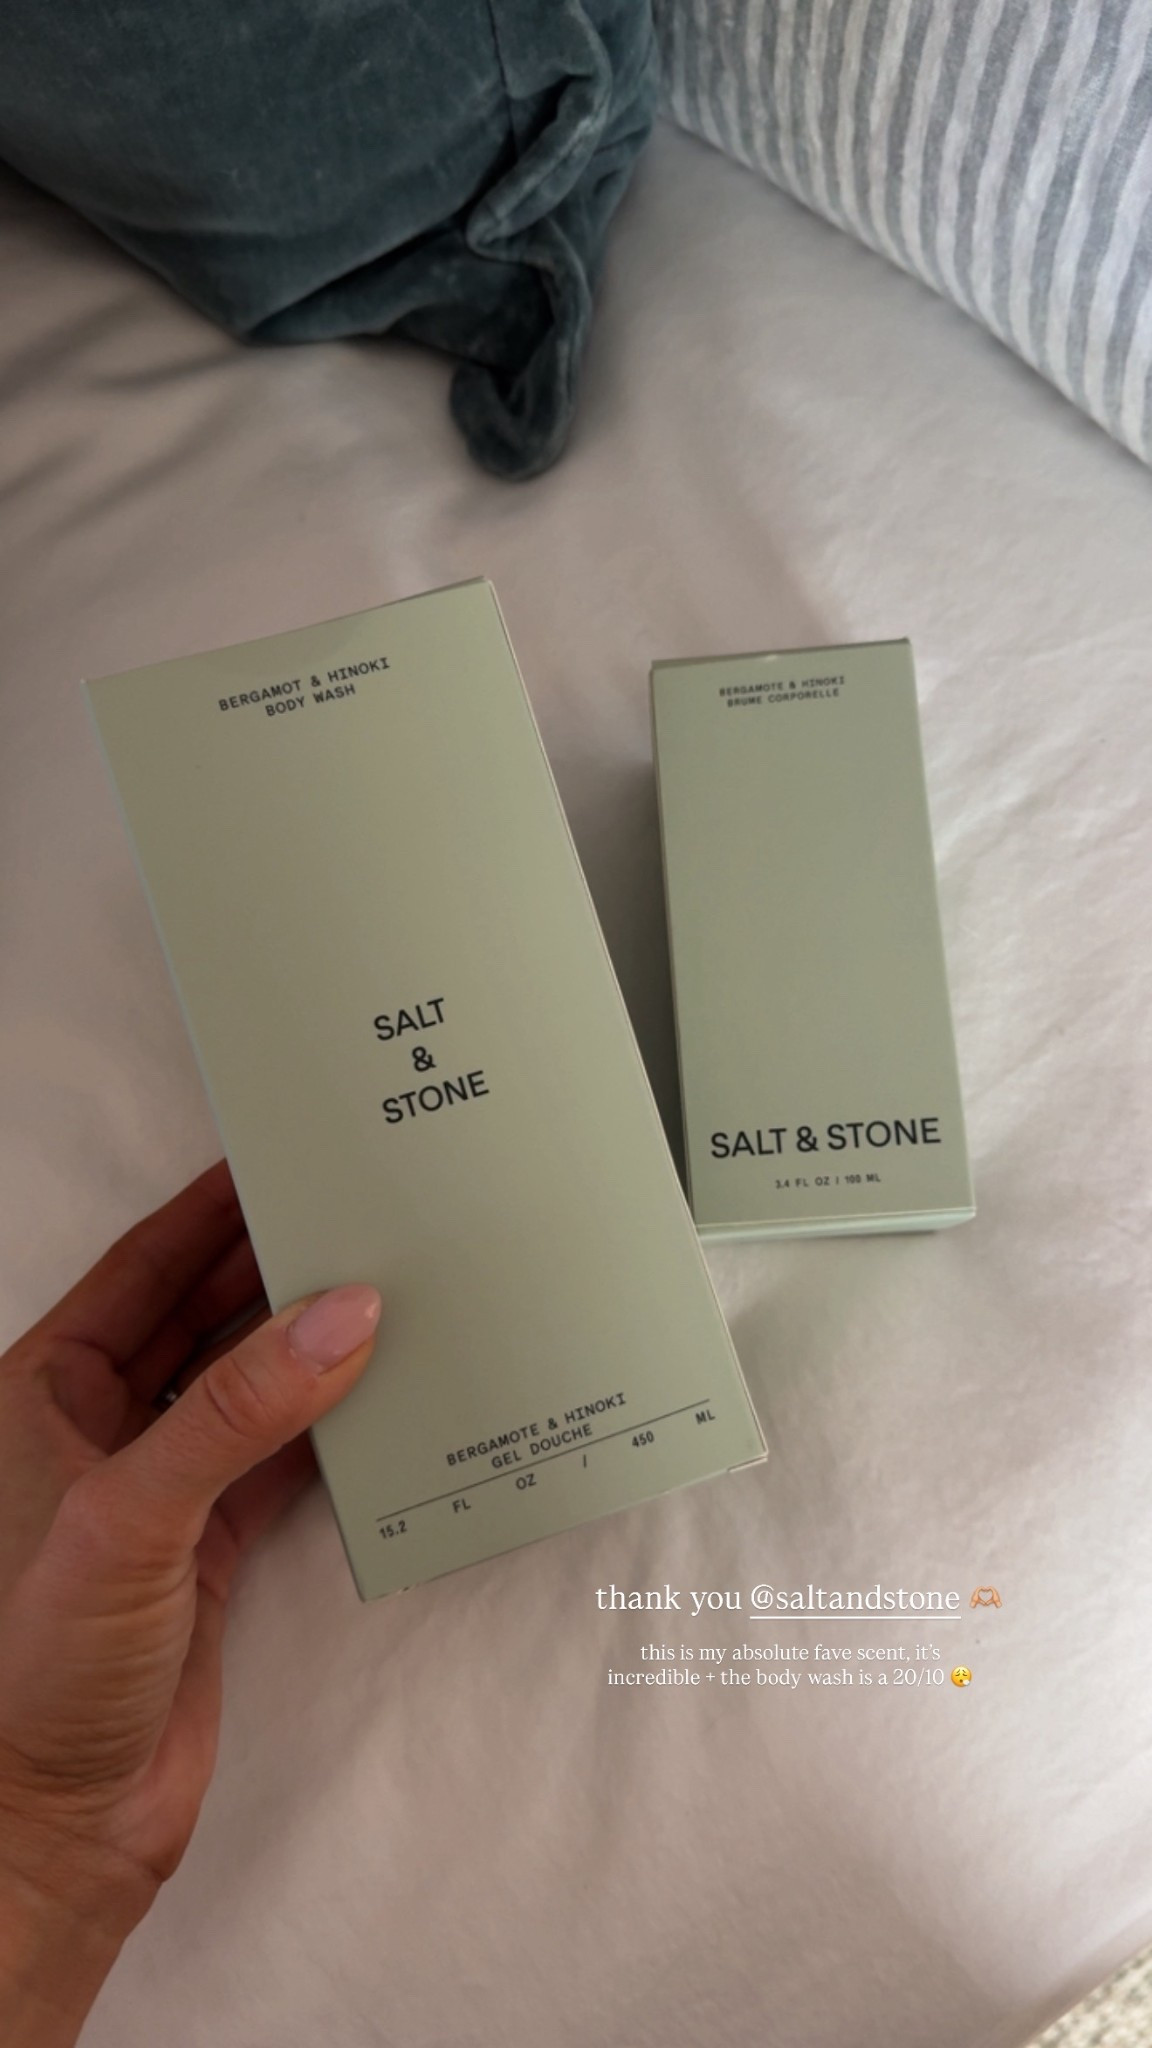 BERGAMOT & HINOKI
BODY WASH
SALT
&
STONE
BERGAMOTE & HINOKI
GEL DOUCHE
15.2 FL OZ / 450 ML
BERGAMOTE & HINOKI
BRUME CORPORELLE
SALT & STONE
3.4 FL OZ / 100 ML
thank you @saltandstone 🫶🏼
this is my absolute fave scent, it's
incredible + the body wash is a 20/10 😮‍💨